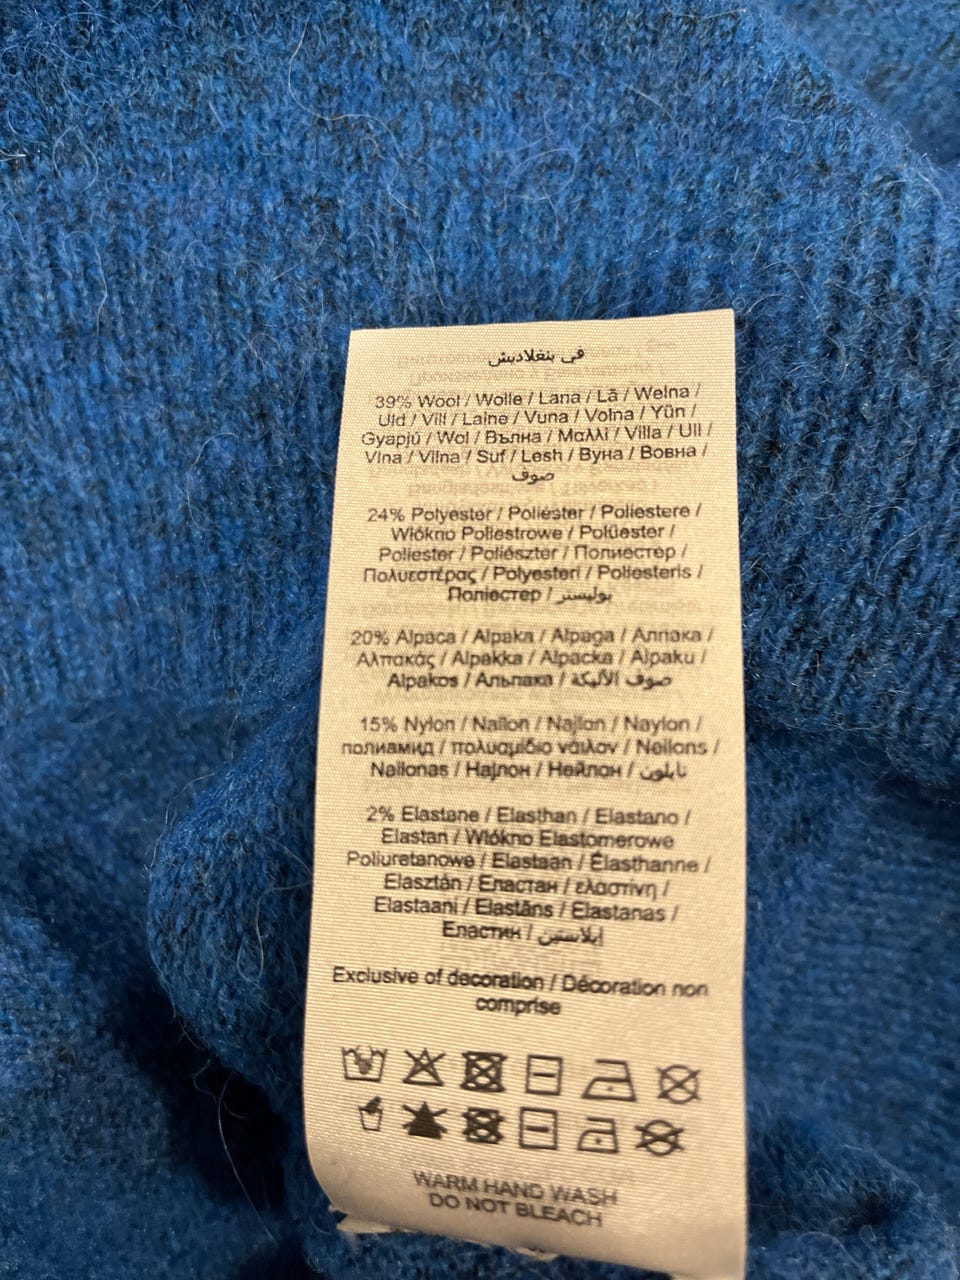 في بنغلاديش
39% Wool / Wolle / Lana / Lã / Wełna /
Uld / Vill / Laine / Vuna / Volna / Yün /
Gyapjú / Wol / Вълна / Μαλλί / Villa / Ull /
Vlna / Vilna / Suf / Lesh / Вуна / Вовна /
صوف
24% Polyester / Poliéster / Poliestere /
Włókno Poliestrowe / Polüester /
Poliester / Poliészter / Полиестер /
Πολυεστέρας / Polyesteri / Poliesteris /
Поліестер / بوليستر
20% Alpaca / Alpaka / Alpaga / Алпака /
Αλπακάς / Alpakka / Alpacka / Alpaku /
Alpakos / Альпака / صوف الألبكة
15% Nylon / Nailon / Najlon / Naylon /
полиамид / πολυαμίδιο νάιλον / Neilons /
Nailonas / Најлон / Нейлон / نايلون
2% Elastane / Elasthan / Elastano /
Elastan / Włókno Elastomerowe
Poliuretanowe / Elastaan / Élasthanne /
Elasztán / Еластан / ελαστίνη /
Elastaani / Elastāns / Elastanas /
Еластин / إيلاستين
Exclusive of decoration / Décoration non
comprise
WARM HAND WASH
DO NOT BLEACH